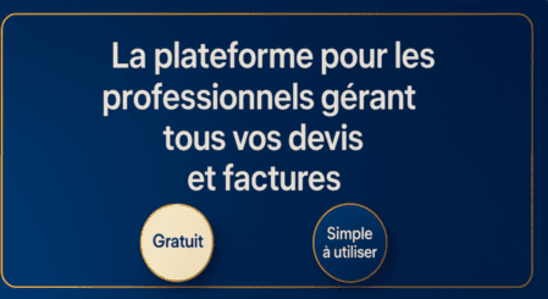 La plateforme pour les
professionnels gérant
tous vos devis
et factures
Gratuit
Simple
à utiliser